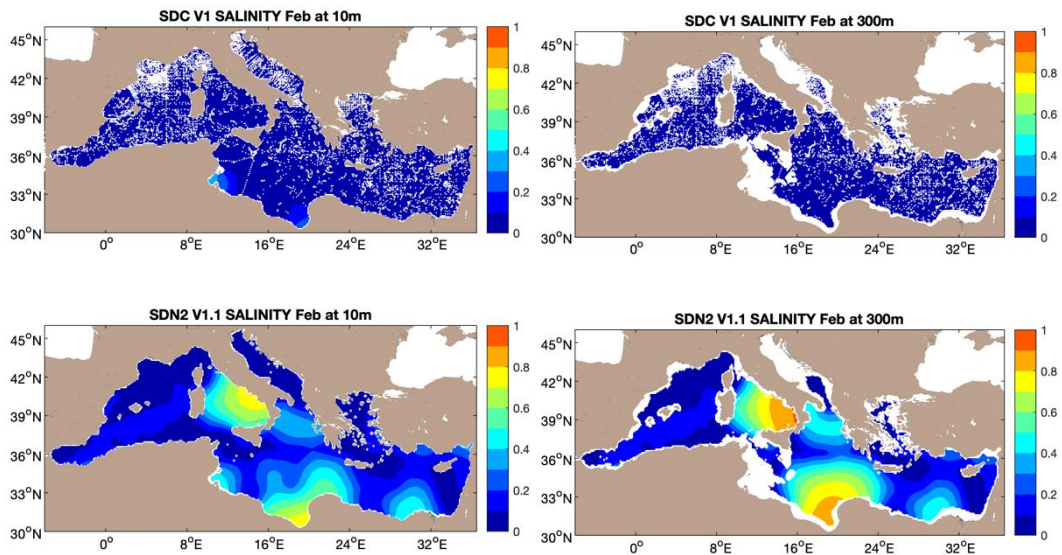 SDC V1 SALINITY Feb at 10m
45°N
42°N
39°N
36°N
33°N
30°N
0°
8°E
16°E
24°E
32°E
1
0.8
0.6
0.4
0.2
0
SDC V1 SALINITY Feb at 300m
45°N
42°N
39°N
36°N
33°N
30°N
0°
8°E
16°E
24°E
32°E
1
0.8
0.6
0.4
0.2
0
SDN2 V1.1 SALINITY Feb at 10m
45°N
42°N
39°N
36°N
33°N
30°N
0°
8°E
16°E
24°E
32°E
1
0.8
0.6
0.4
0.2
0
SDN2 V1.1 SALINITY Feb at 300m
45°N
42°N
39°N
36°N
33°N
30°N
0°
8°E
16°E
24°E
32°E
1
0.8
0.6
0.4
0.2
0